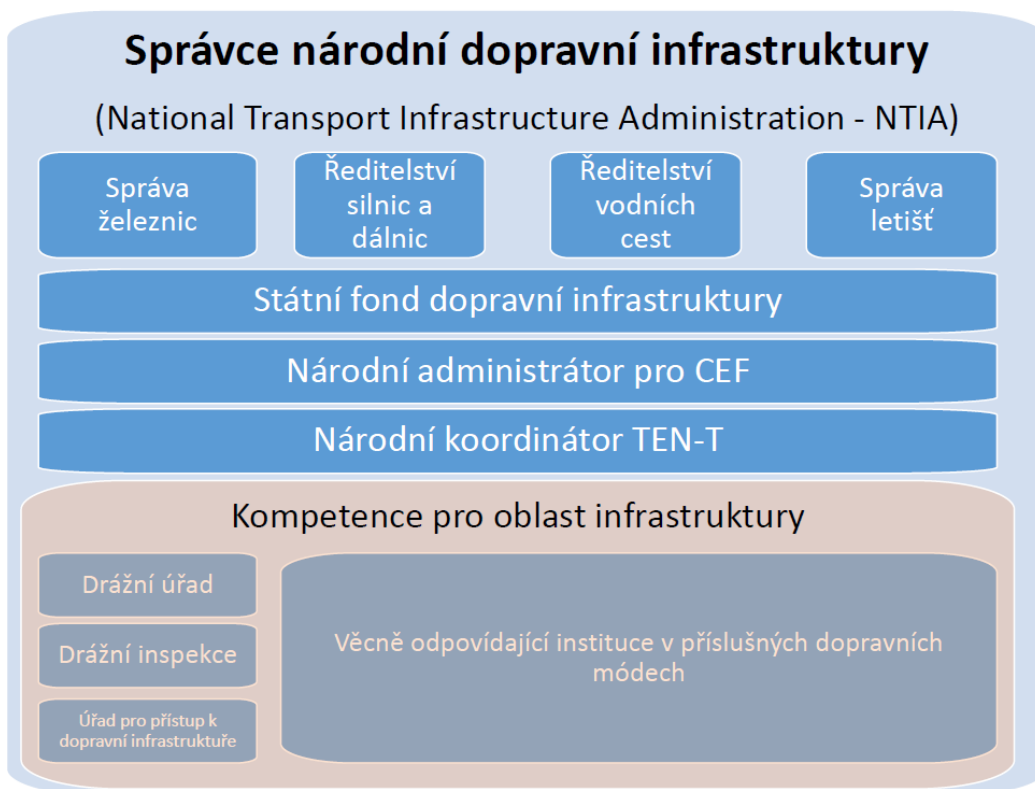 Správce národní dopravní infrastruktury
(National Transport Infrastructure Administration - NTIA)
Správa
železnic
Ředitelství
silnic a
dálnic
Ředitelství
vodních
cest
Správa
letišť
Státní fond dopravní infrastruktury
Národní administrátor pro CEF
Národní koordinátor TEN-T
Kompetence pro oblast infrastruktury
Drážní úřad
Drážní inspekce
Úřad pro přístup k
dopravní infrastruktuře
Věcně odpovídající instituce v příslušných dopravních
módech